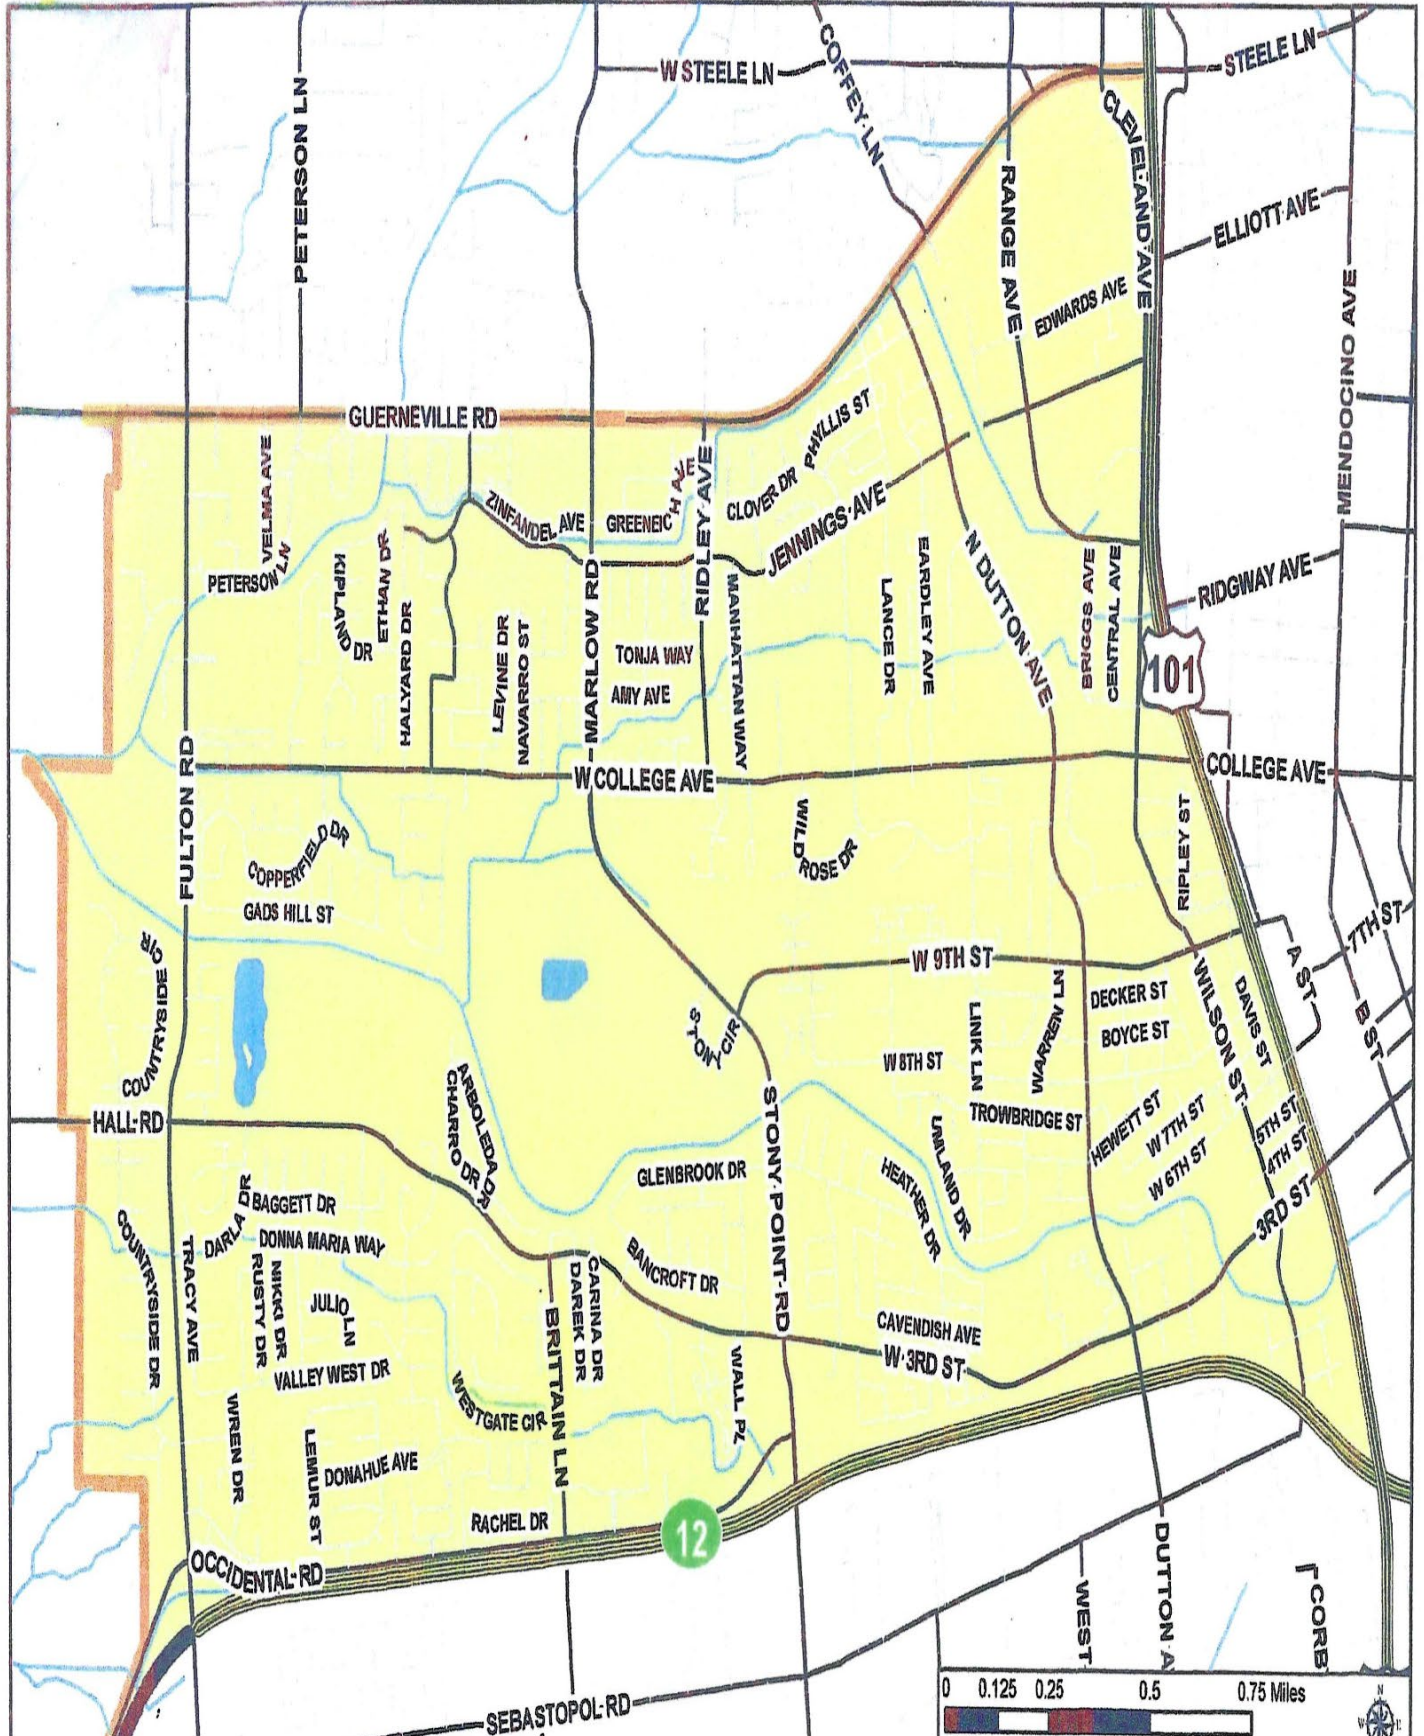 STEELE LN
W STEELE LN
COFFEY LN
PETERSON LN
CLEVELAND AVE
RANGE AVE
ELLIOTT AVE
EDWARDS AVE
MENDOCINO AVE
GUERNEVILLE RD
PHYLLIS ST
VELMA AVE
RIDLEY AVE
CLOVER DR
ZINFANDEL AVE
GREENEICH AVE
JENNINGS AVE
PETERSON LN
KIPLAND DR
ETHAN DR
HALYARD DR
MARLOW RD
MANHATTAN WAY
EARDLEY AVE
LANCE DR
N DUTTON AVE
BRIGGS AVE
CENTRAL AVE
RIDGWAY AVE
101
LEVINE DR
NAVARRO ST
TONJA WAY
AMY AVE
FULTON RD
W COLLEGE AVE
COLLEGE AVE
WILD ROSE DR
RIPLEY ST
COPPERFIELD DR
GADS HILL ST
7TH ST
COUNTRYSIDE CIR
W 9TH ST
A ST
B ST
WILSON ST
DAVIS ST
DECKER ST
WARREN LN
LINK LN
BOYCE ST
STONY CIR
W 8TH ST
HALL RD
ARBOLEDA DR
CHARRO DR
STONY POINT RD
TROWBRIDGE ST
UMLAND DR
HEATHER DR
HEWETT ST
W 7TH ST
W 6TH ST
5TH ST
4TH ST
3RD ST
GLENBROOK DR
BAGGETT DR
DARLA DR
DONNA MARIA WAY
COUNTRYSIDE DR
TRACY AVE
RUSTY DR
NIKKI DR
JULIO LN
BANCROFT DR
CARINA DR
DAREK DR
BRITTAIN LN
CAVENDISH AVE
W 3RD ST
VALLEY WEST DR
WESTGATE CIR
WALL PL
WREN DR
LEMUR ST
DONAHUE AVE
RACHEL DR
12
OCCIDENTAL RD
DUTTON A
WEST
CORB
SEBASTOPOL RD
0 0.125 0.25 0.5 0.75 Miles
N